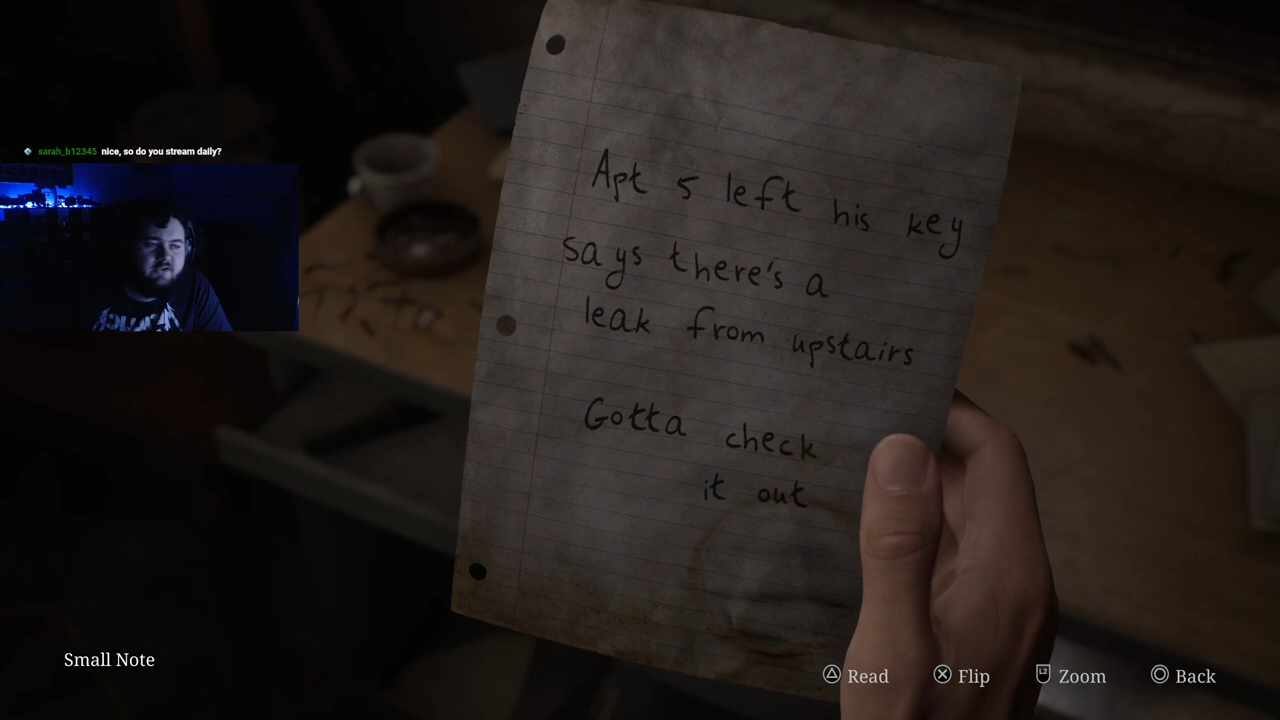 sarah_b12345 nice, so do you stream daily?
Apt 5 left his key
says there's a
leak from upstairs
Gotta check
it out
Small Note
Read
Flip
L2 Zoom
Back